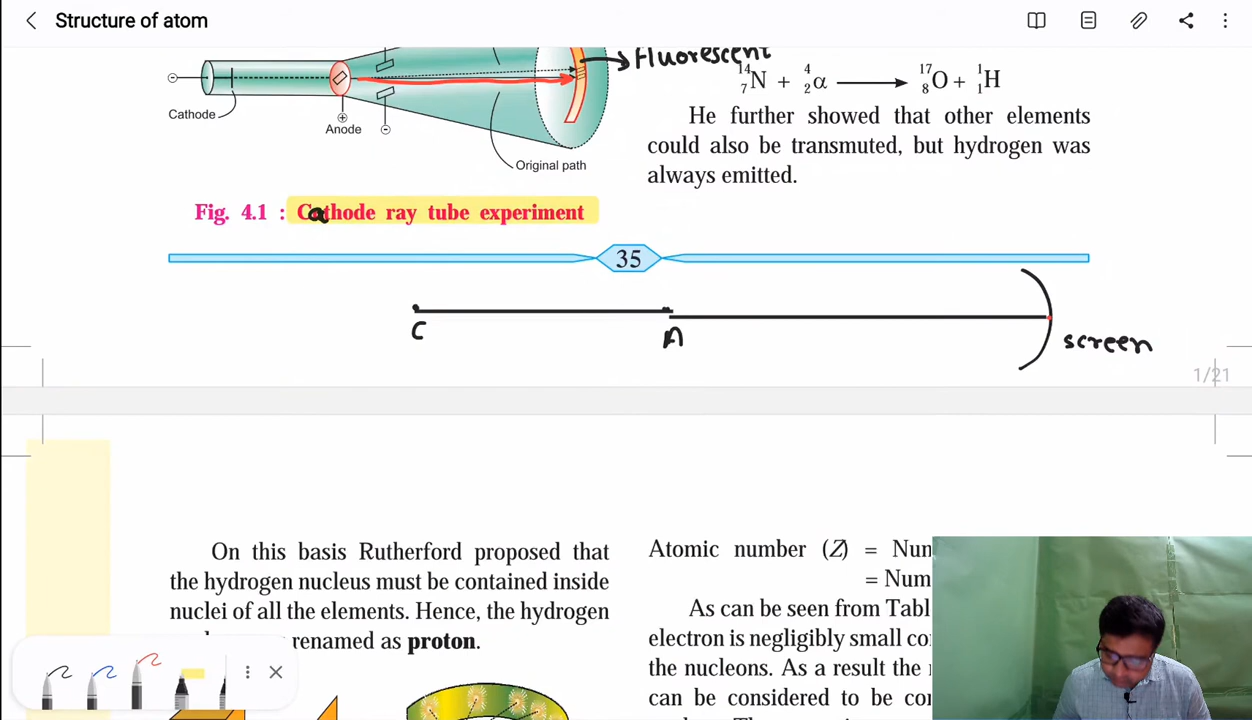 Structure of atom
Fluorescent
Cathode
Anode
Original path
Fig. 4.1 : Cathode ray tube experiment
¹⁴₇N + ⁴₂α ⟶ ¹⁷₈O + ¹₁H
He further showed that other elements
could also be transmuted, but hydrogen was
always emitted.
35
C
A
screen
1/21
On this basis Rutherford proposed that
the hydrogen nucleus must be contained inside
nuclei of all the elements. Hence, the hydrogen
renamed as proton.
Atomic number (Z) = Num
= Num
As can be seen from Tabl
electron is negligibly small co
the nucleons. As a result the
can be considered to be co